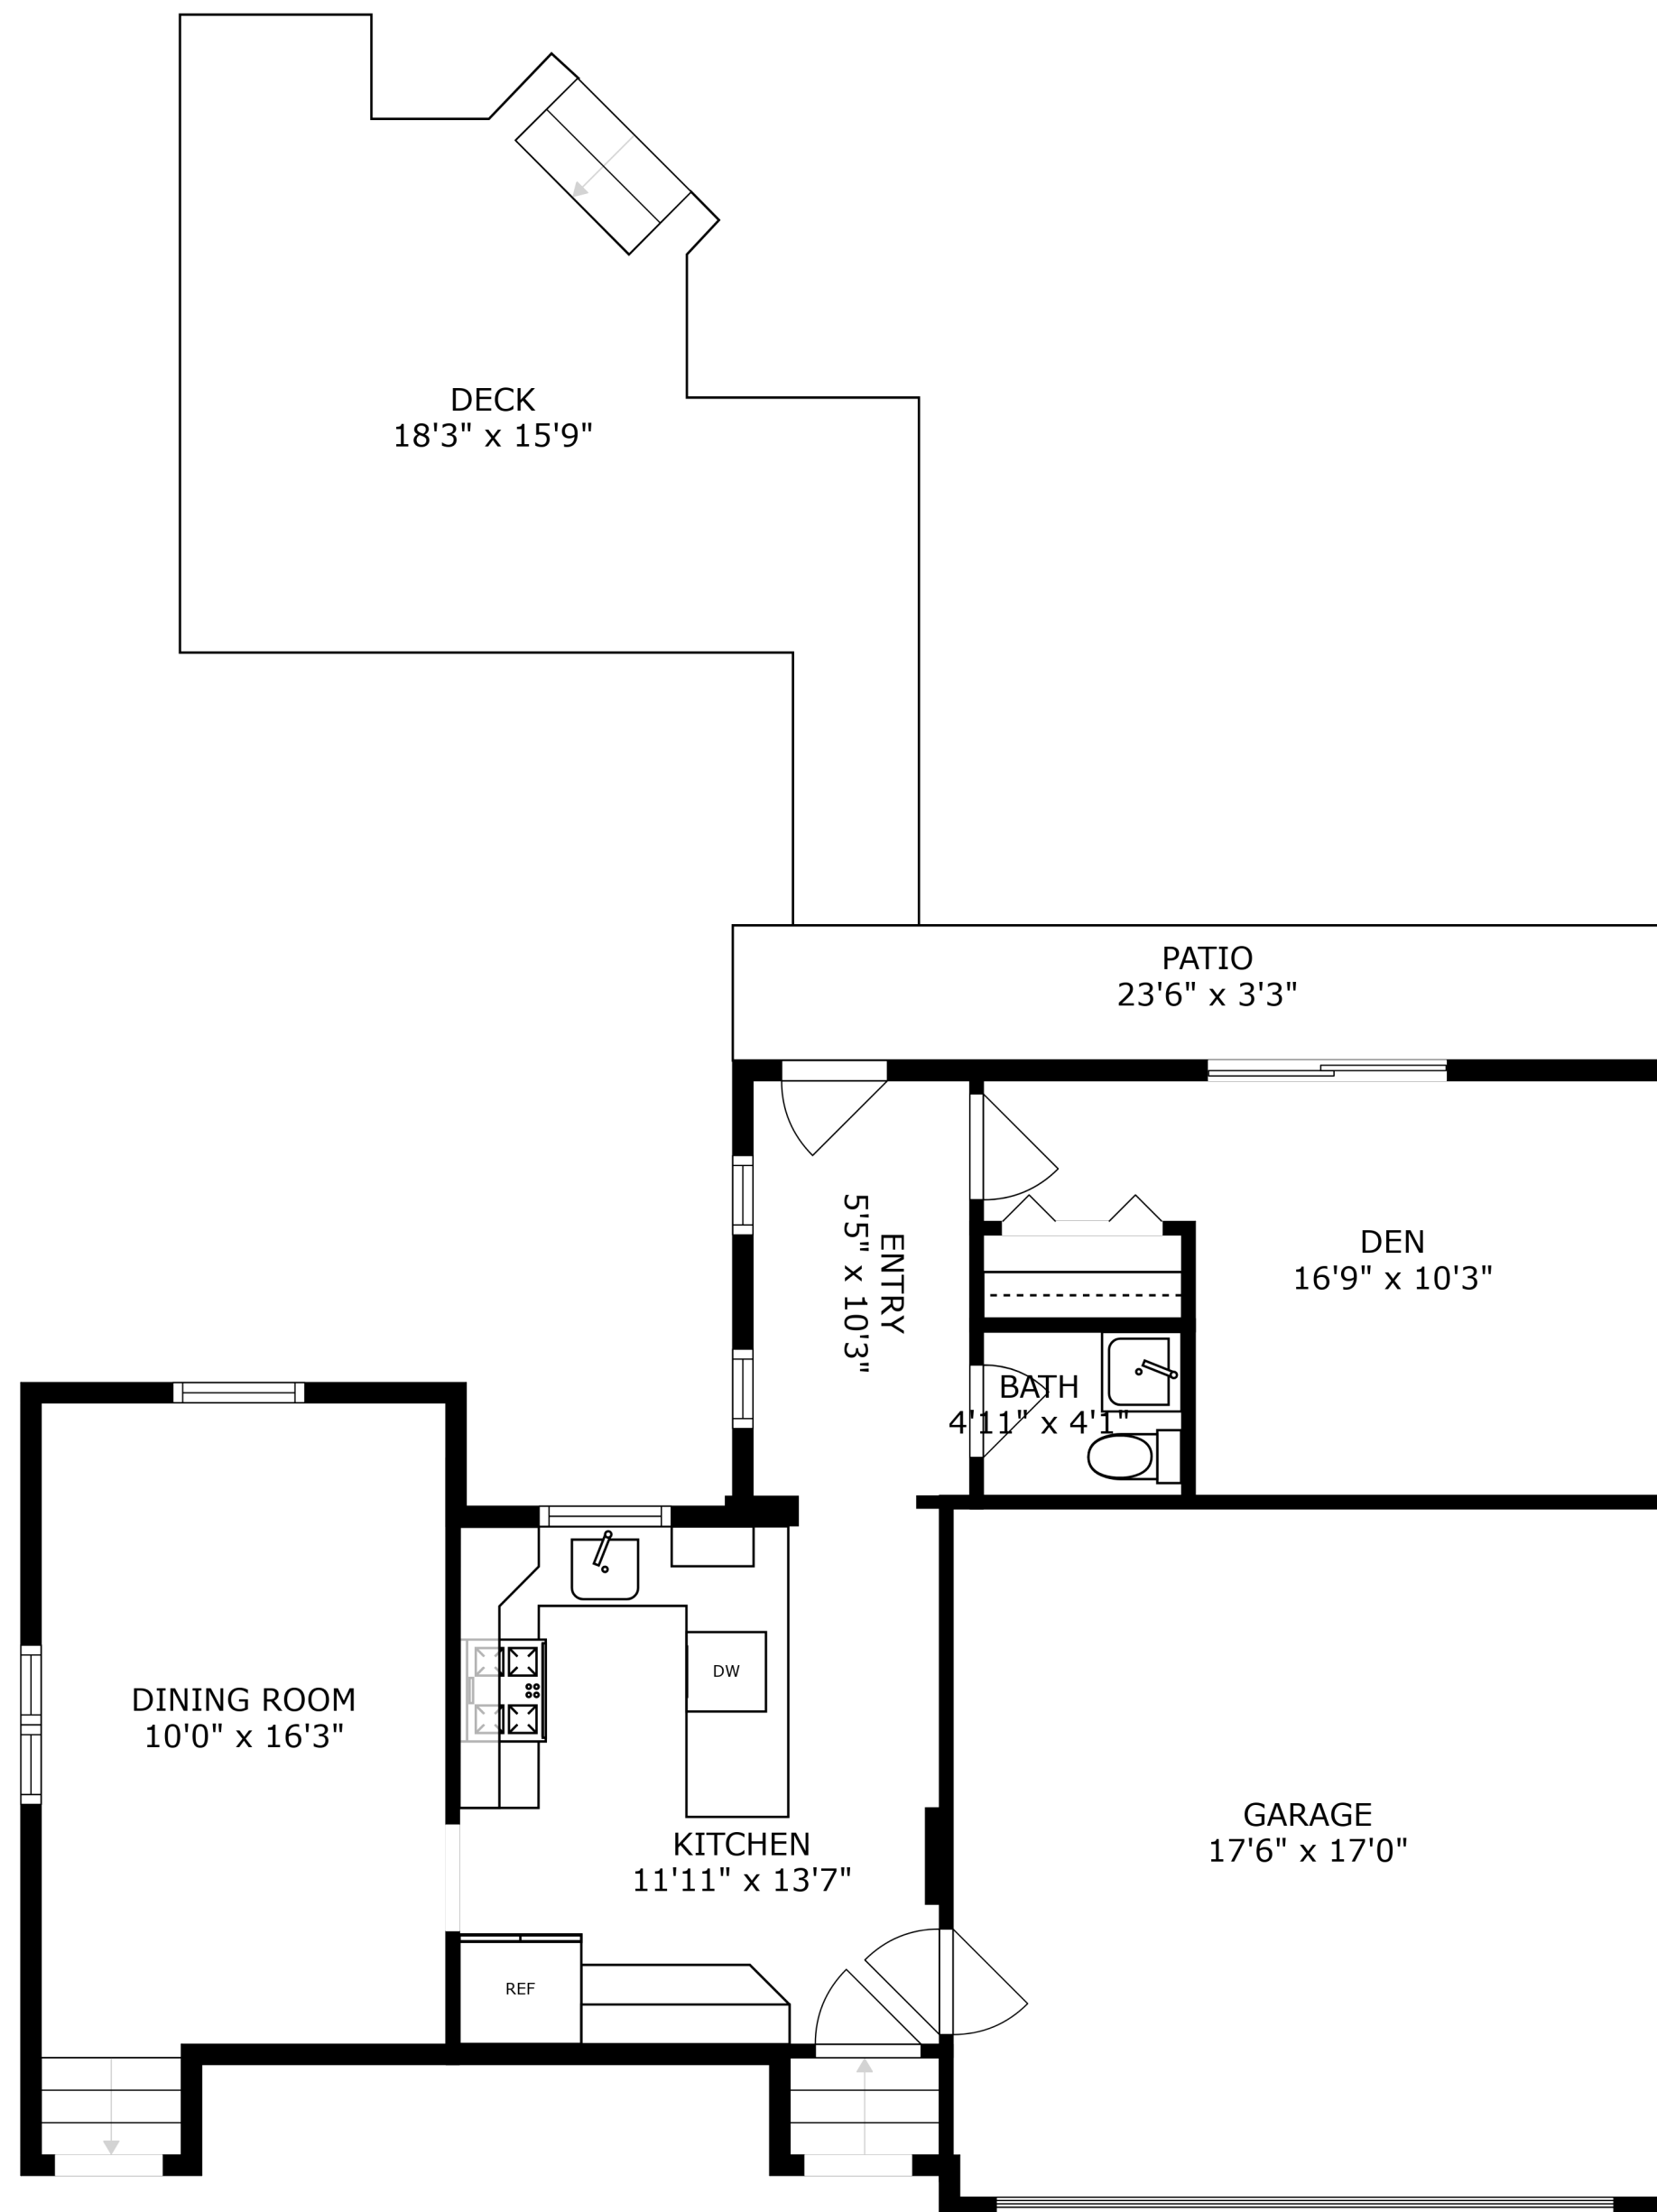 DECK
18'3" x 15'9"
PATIO
23'6" x 3'3"
ENTRY
5'5" x 10'3"
DEN
16'9" x 10'3"
BATH
4'11" x 4'1"
DW
DINING ROOM
10'0" x 16'3"
KITCHEN
11'11" x 13'7"
GARAGE
17'6" x 17'0"
REF